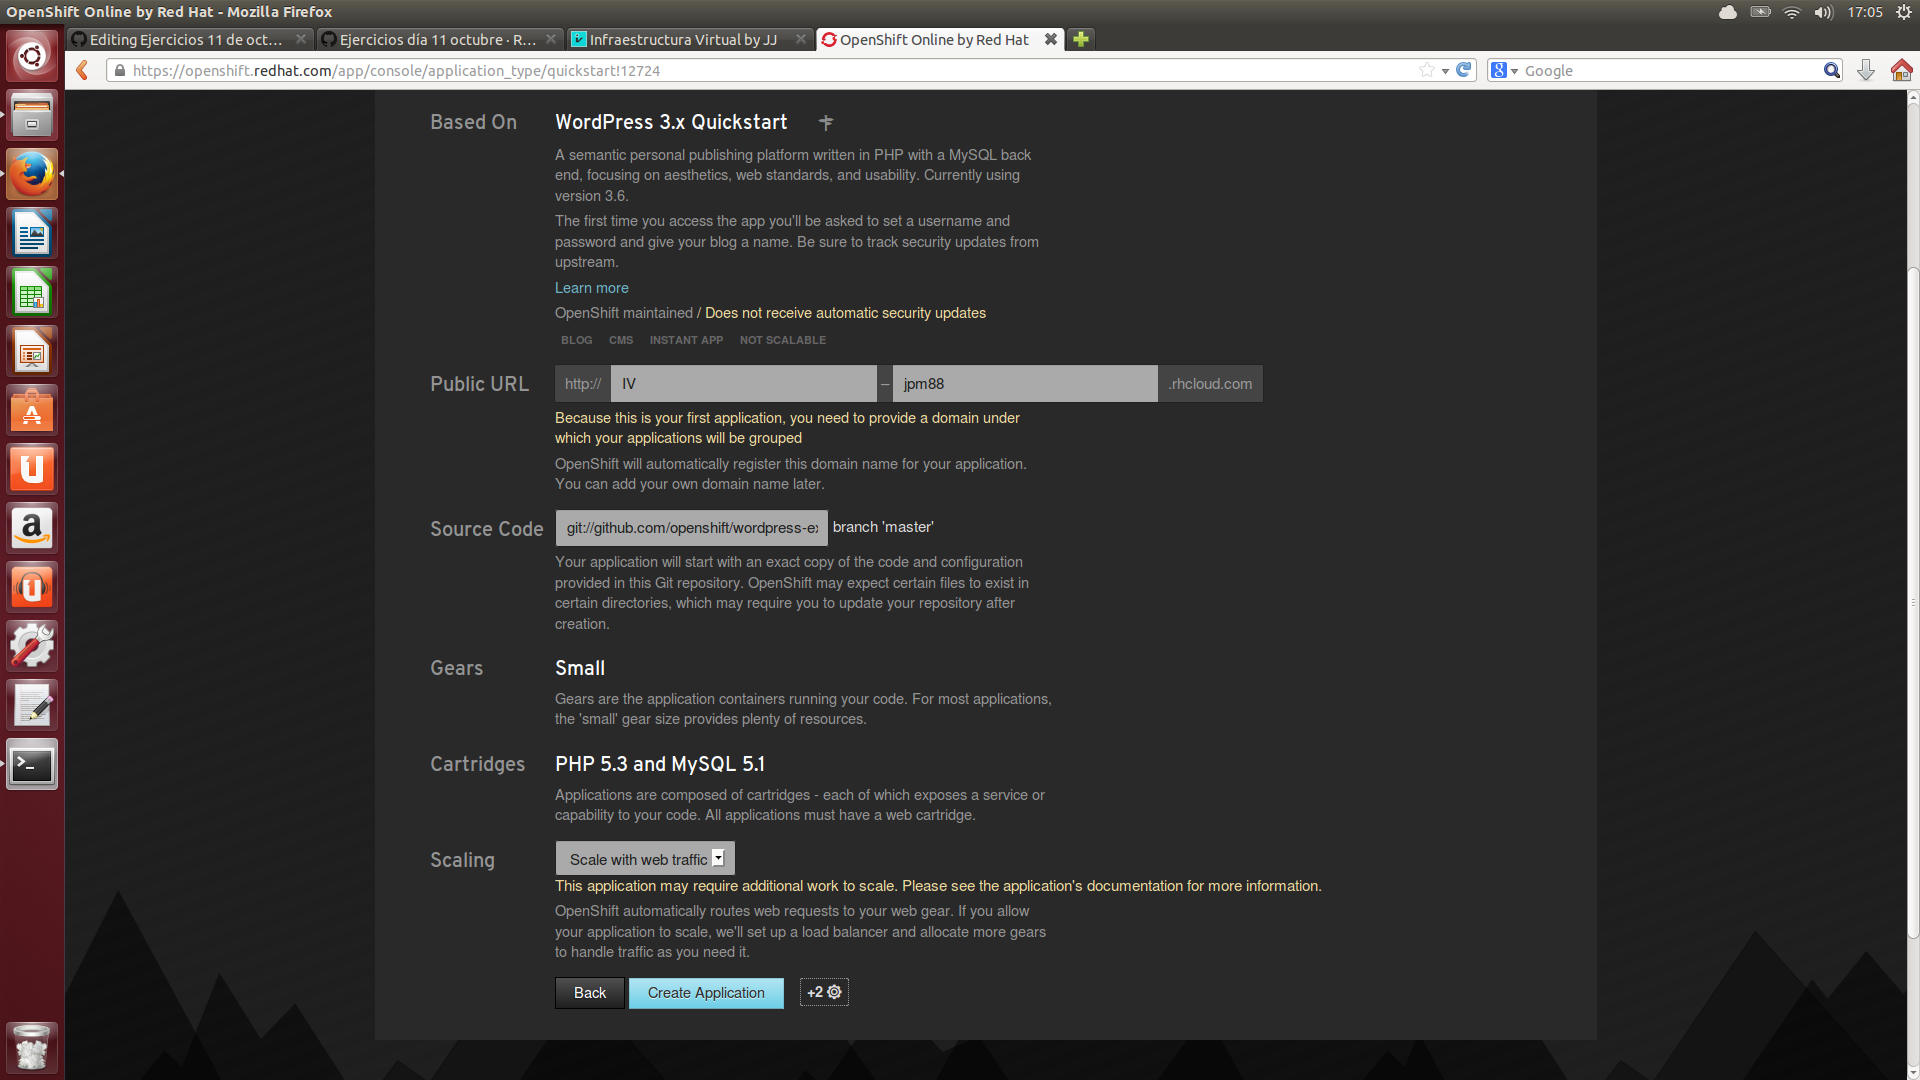 OpenShift Online by Red Hat - Mozilla Firefox
17:05
Editing Ejercicios 11 de oct...
Ejercicios día 11 octubre · R...
Infraestructura Virtual by JJ
OpenShift Online by Red Hat
https://openshift.redhat.com/app/console/application_type/quickstart!12724
Google
Based On
WordPress 3.x Quickstart
A semantic personal publishing platform written in PHP with a MySQL back
end, focusing on aesthetics, web standards, and usability. Currently using
version 3.6.
The first time you access the app you'll be asked to set a username and
password and give your blog a name. Be sure to track security updates from
upstream.
Learn more
OpenShift maintained / Does not receive automatic security updates
BLOG CMS INSTANT APP NOT SCALABLE
Public URL
http:// IV – jpm88 .rhcloud.com
Because this is your first application, you need to provide a domain under
which your applications will be grouped
OpenShift will automatically register this domain name for your application.
You can add your own domain name later.
Source Code
git://github.com/openshift/wordpress-ex branch 'master'
Your application will start with an exact copy of the code and configuration
provided in this Git repository. OpenShift may expect certain files to exist in
certain directories, which may require you to update your repository after
creation.
Gears
Small
Gears are the application containers running your code. For most applications,
the 'small' gear size provides plenty of resources.
Cartridges
PHP 5.3 and MySQL 5.1
Applications are composed of cartridges - each of which exposes a service or
capability to your code. All applications must have a web cartridge.
Scaling
Scale with web traffic
This application may require additional work to scale. Please see the application's documentation for more information.
OpenShift automatically routes web requests to your web gear. If you allow
your application to scale, we'll set up a load balancer and allocate more gears
to handle traffic as you need it.
Back
Create Application
+2